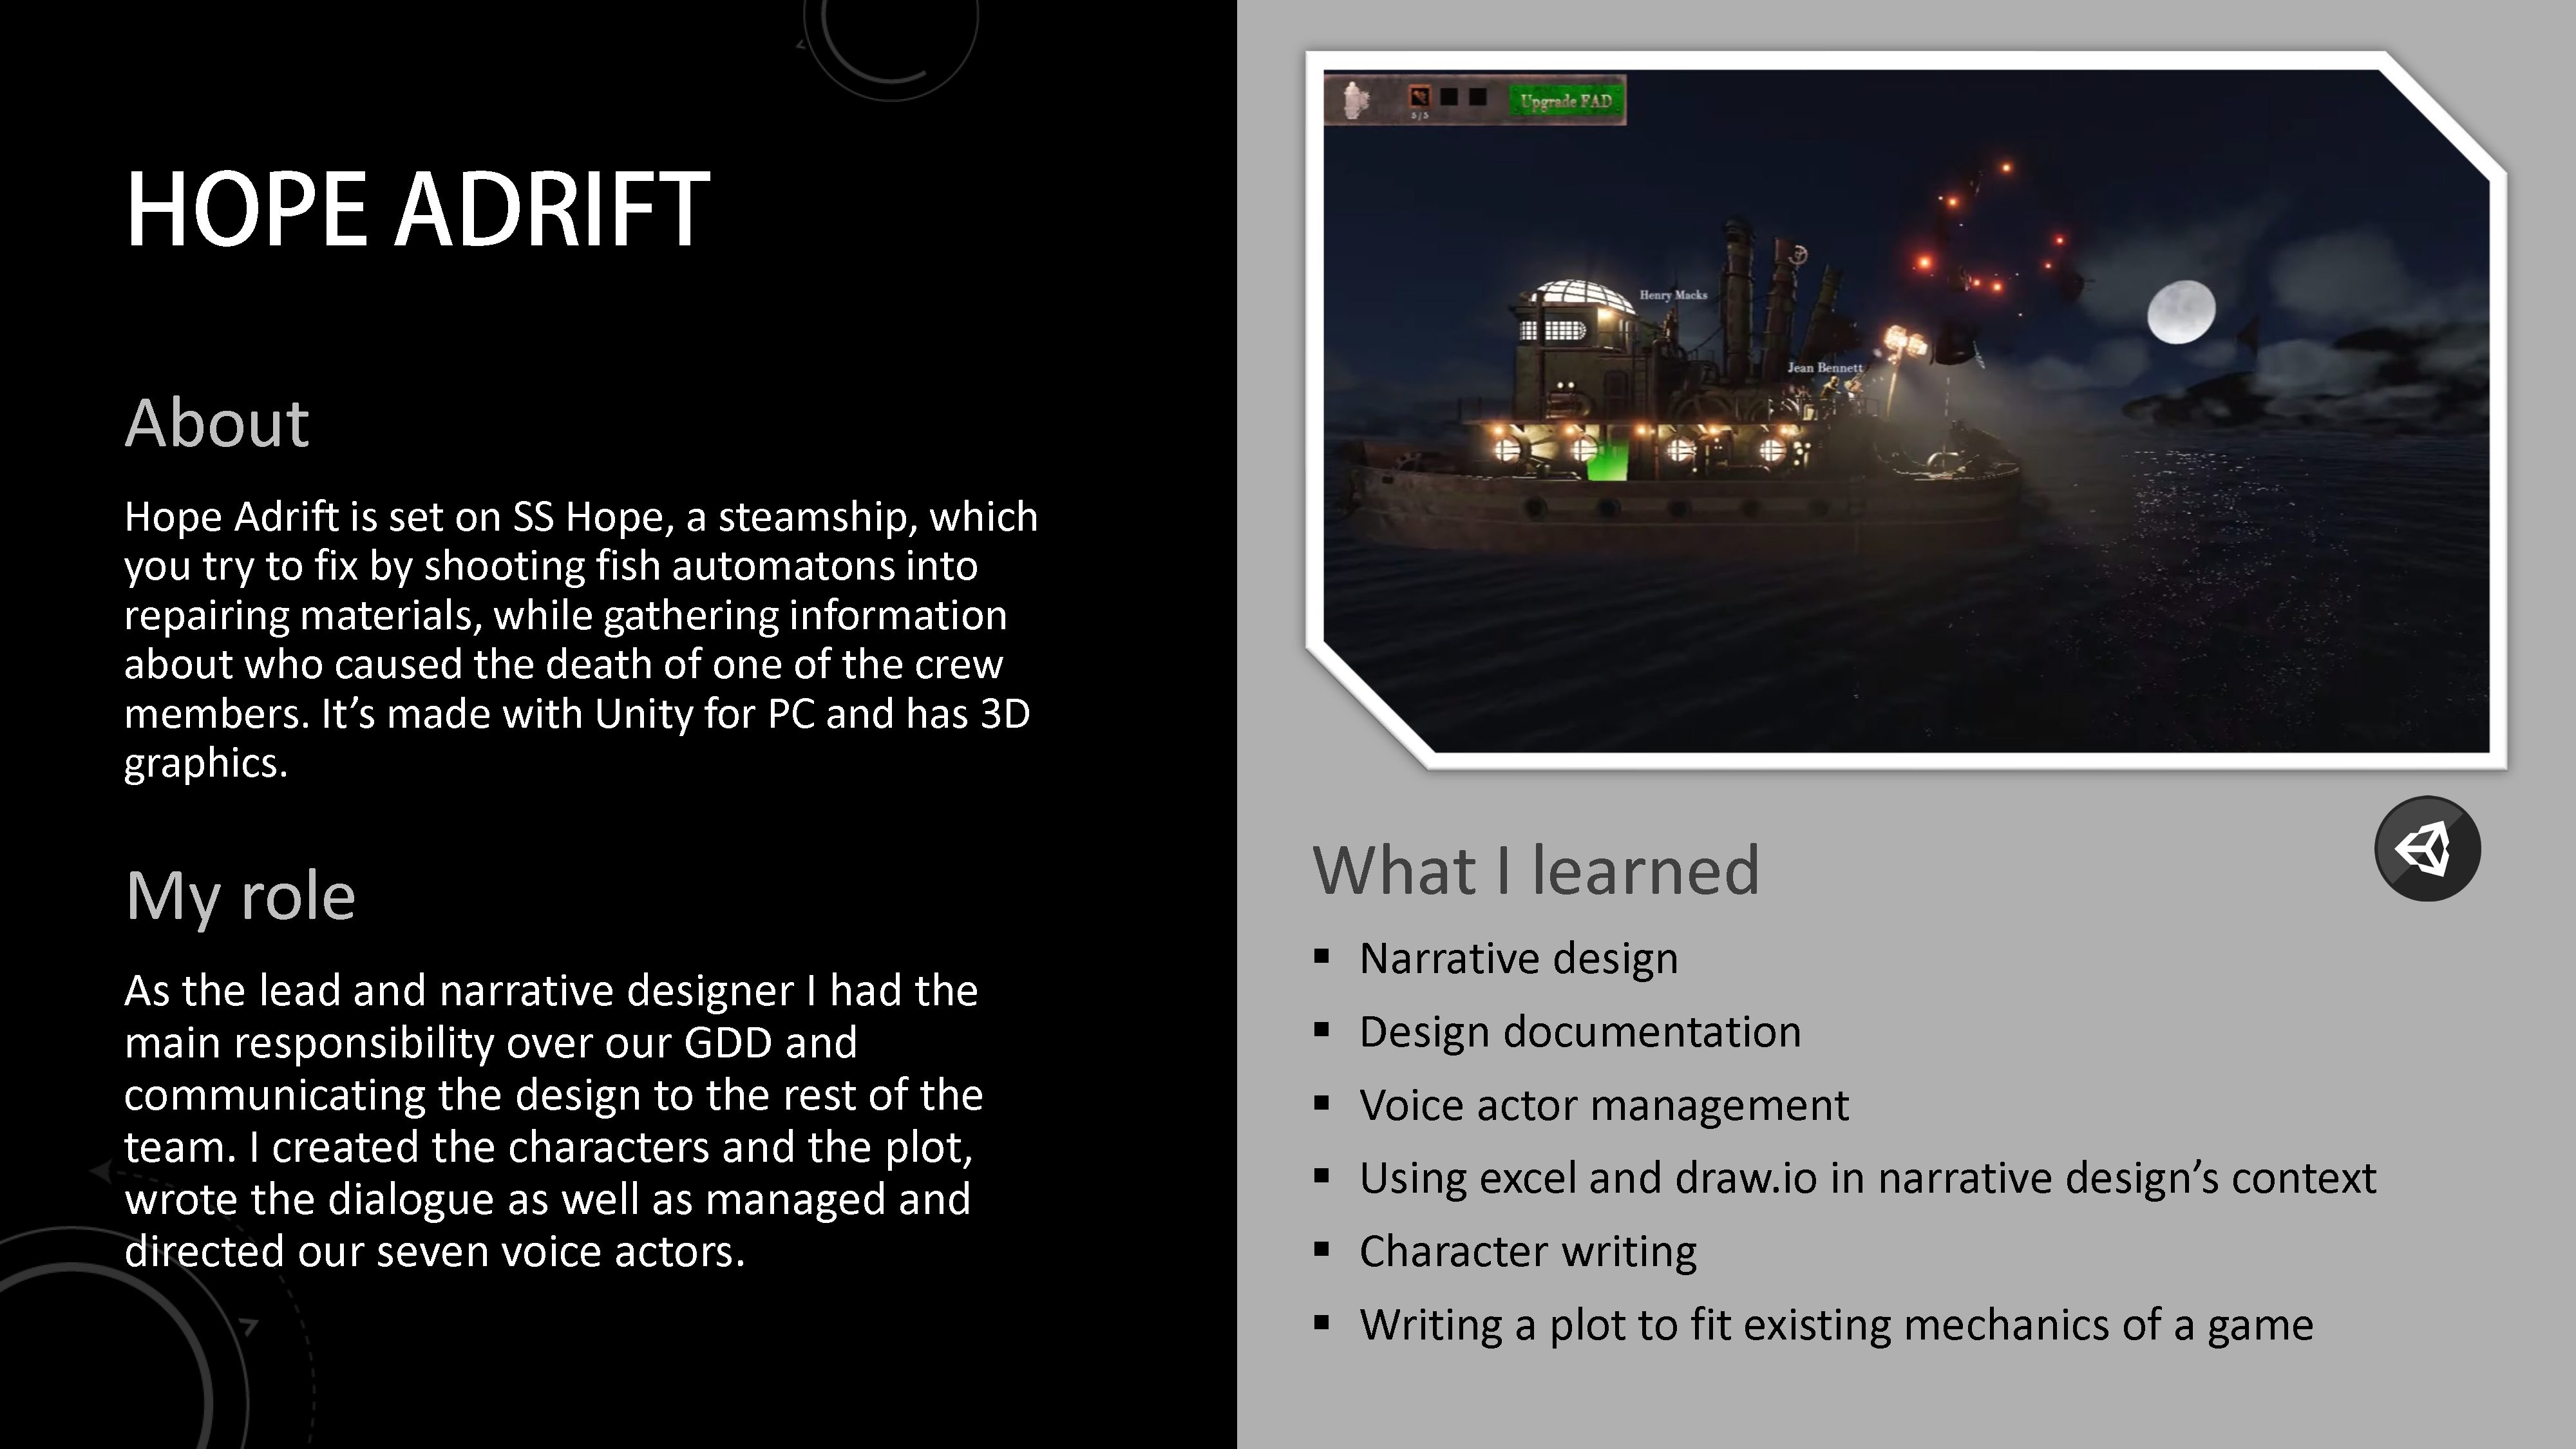 HOPE ADRIFT
About
Hope Adrift is set on SS Hope, a steamship, which
you try to fix by shooting fish automatons into
repairing materials, while gathering information
about who caused the death of one of the crew
members. It’s made with Unity for PC and has 3D
graphics.
My role
As the lead and narrative designer I had the
main responsibility over our GDD and
communicating the design to the rest of the
team. I created the characters and the plot,
wrote the dialogue as well as managed and
directed our seven voice actors.
5/5
Upgrade FAD
Henry Macks
Jean Bennett
What I learned
▪ Narrative design
▪ Design documentation
▪ Voice actor management
▪ Using excel and draw.io in narrative design’s context
▪ Character writing
▪ Writing a plot to fit existing mechanics of a game